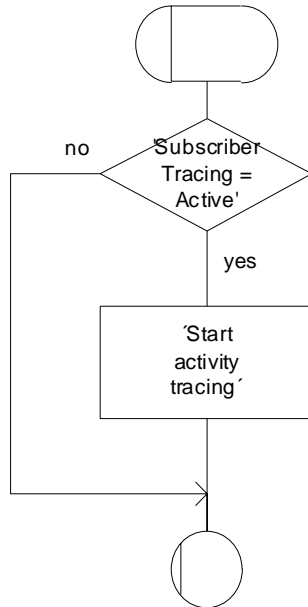 'Subscriber
Tracing =
Active'
no
yes
´Start
activity
tracing´